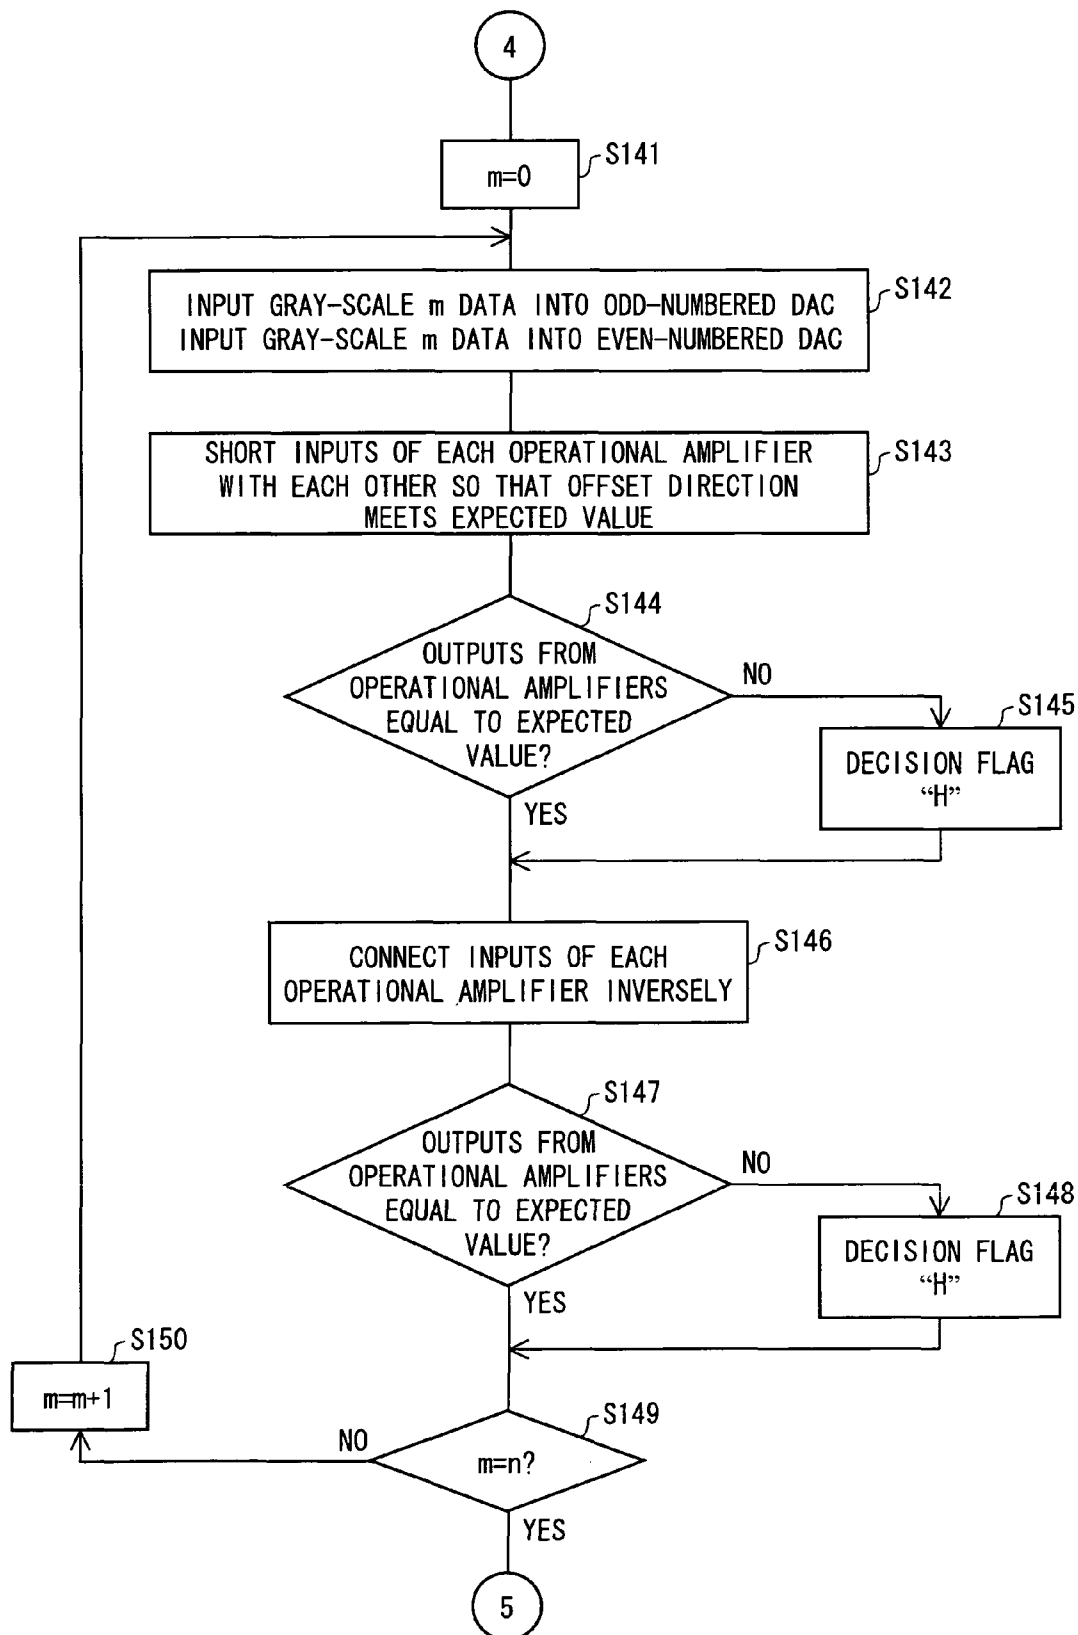 4
S141
m=0
S142
INPUT GRAY-SCALE m DATA INTO ODD-NUMBERED DAC
INPUT GRAY-SCALE m DATA INTO EVEN-NUMBERED DAC
S143
SHORT INPUTS OF EACH OPERATIONAL AMPLIFIER
WITH EACH OTHER SO THAT OFFSET DIRECTION
MEETS EXPECTED VALUE
S144
OUTPUTS FROM
OPERATIONAL AMPLIFIERS
EQUAL TO EXPECTED
VALUE?
NO
S145
DECISION FLAG
“H”
YES
S146
CONNECT INPUTS OF EACH
OPERATIONAL AMPLIFIER INVERSELY
S147
OUTPUTS FROM
OPERATIONAL AMPLIFIERS
EQUAL TO EXPECTED
VALUE?
NO
S148
DECISION FLAG
“H”
YES
S150
m=m+1
S149
NO
m=n?
YES
5